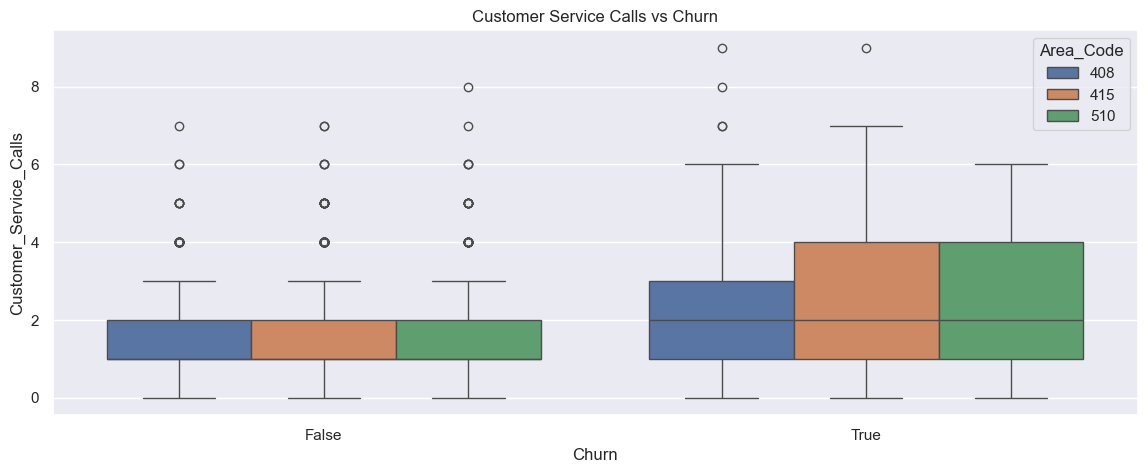 Customer Service Calls vs Churn
Customer_Service_Calls
8
6
4
2
0
Area_Code
408
415
510
False
True
Churn